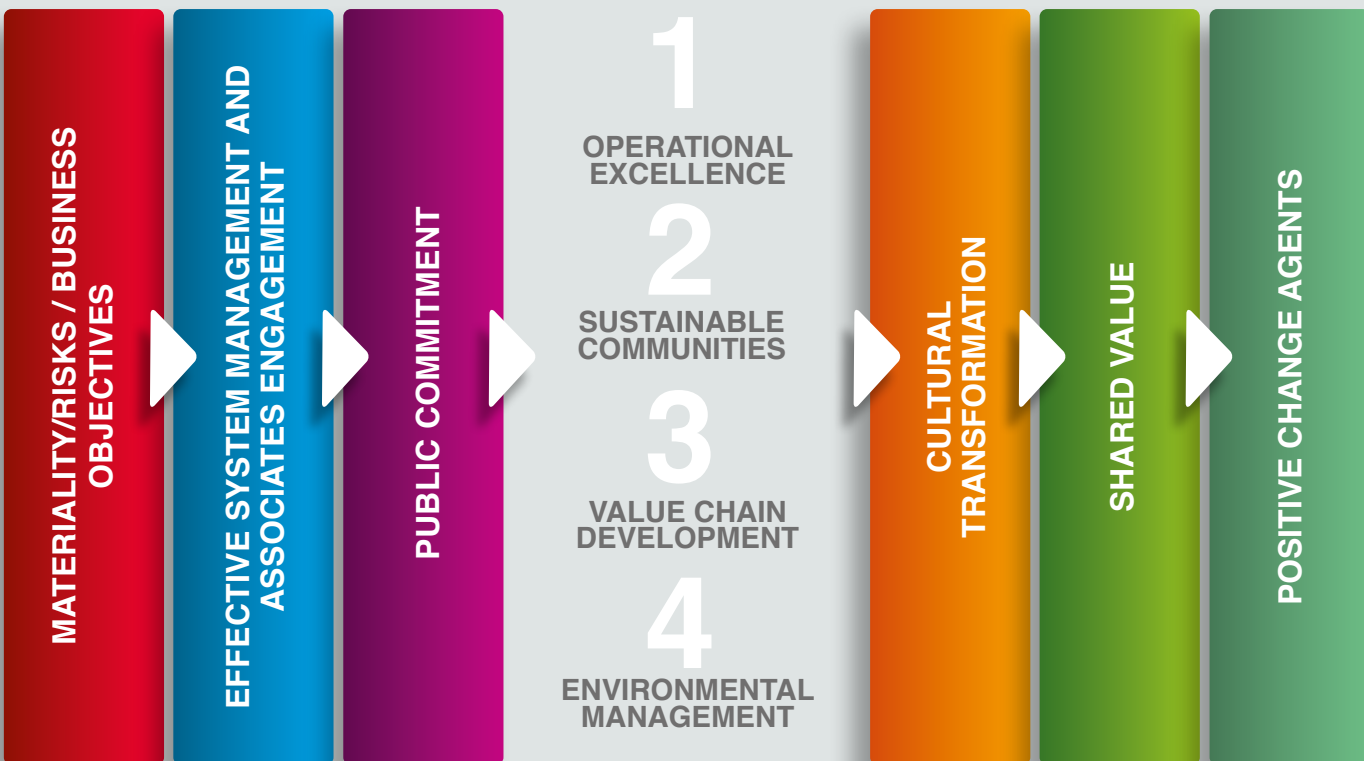 MATERIALITY/RISKS / BUSINESS
OBJECTIVES
EFFECTIVE SYSTEM MANAGEMENT AND
ASSOCIATES ENGAGEMENT
PUBLIC COMMITMENT
1
OPERATIONAL
EXCELLENCE
2
SUSTAINABLE
COMMUNITIES
3
VALUE CHAIN
DEVELOPMENT
4
ENVIRONMENTAL
MANAGEMENT
CULTURAL
TRANSFORMATION
SHARED VALUE
POSITIVE CHANGE AGENTS